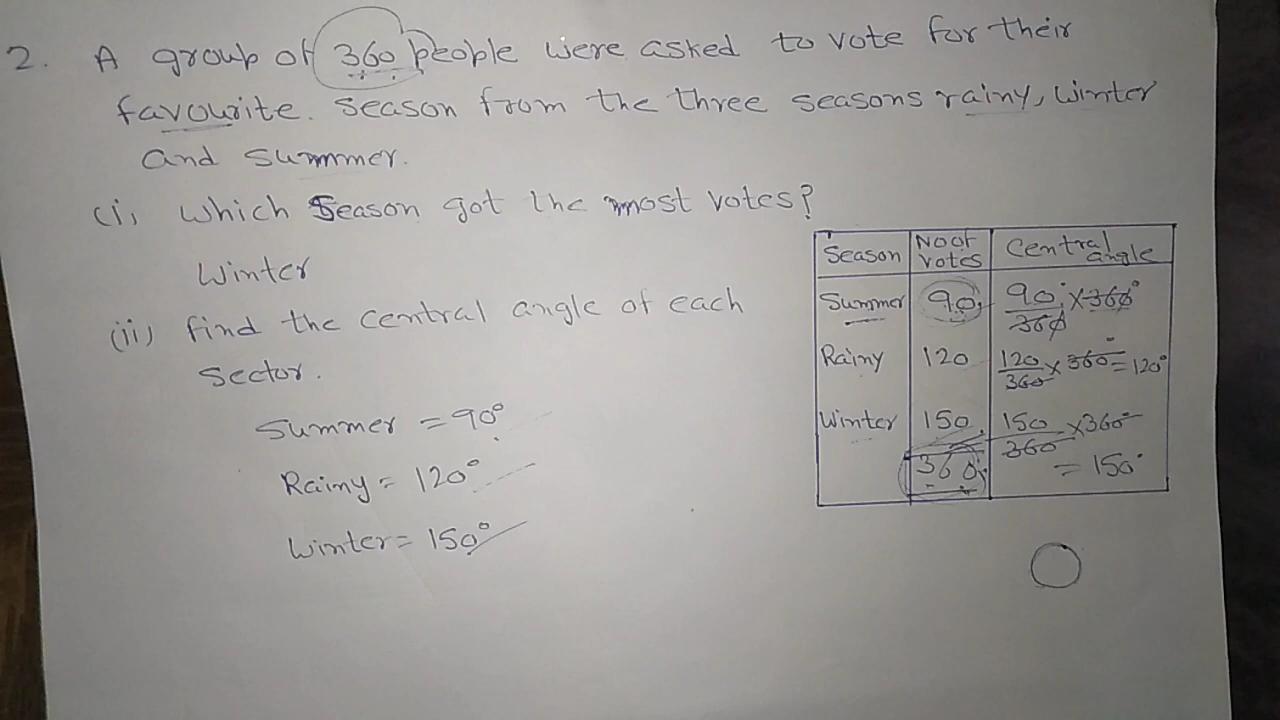 2. A group of 360 people were asked to vote for their
favourite. Season from the three seasons rainy, winter
and summer.
(i) Which Season got the most votes?
Winter
(ii) find the central angle of each
sector.
Summer = 90°
Rainy = 120°
Winter = 150°
Season No of votes Central angle
Summer 90 90/360 × 360°
Rainy 120 120/360 × 360° = 120°
Winter 150 150/360 × 360°
360 = 150°